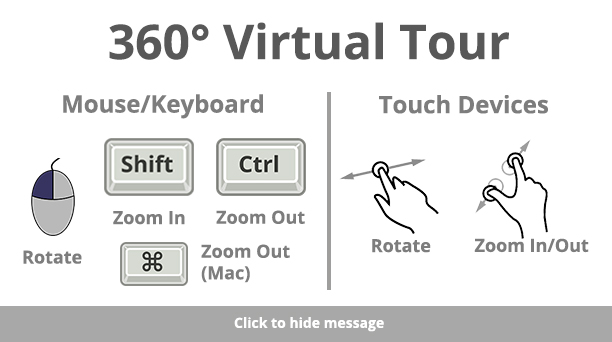 360° Virtual Tour
Mouse/Keyboard
Shift
Ctrl
Zoom In
Zoom Out
Rotate
⌘
Zoom Out
(Mac)
Touch Devices
Rotate
Zoom In/Out
Click to hide message